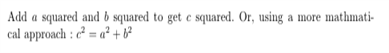 Add a squared and b squared to get c squared. Or, using a more mathmati-
cal approach : c² = a² + b²